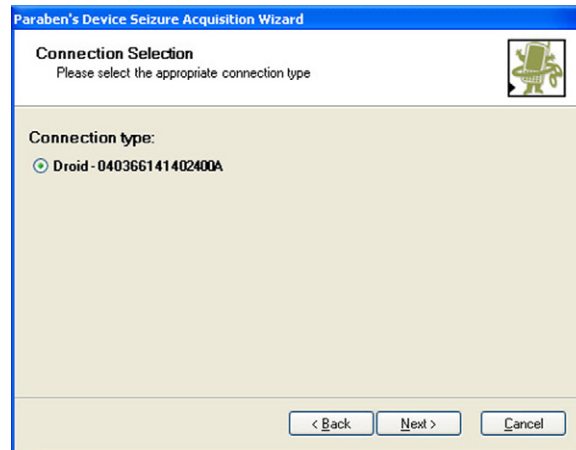 Paraben's Device Seizure Acquisition Wizard
Connection Selection
Please select the appropriate connection type
Connection type:
Droid - 040366141402400A
< Back
Next >
Cancel